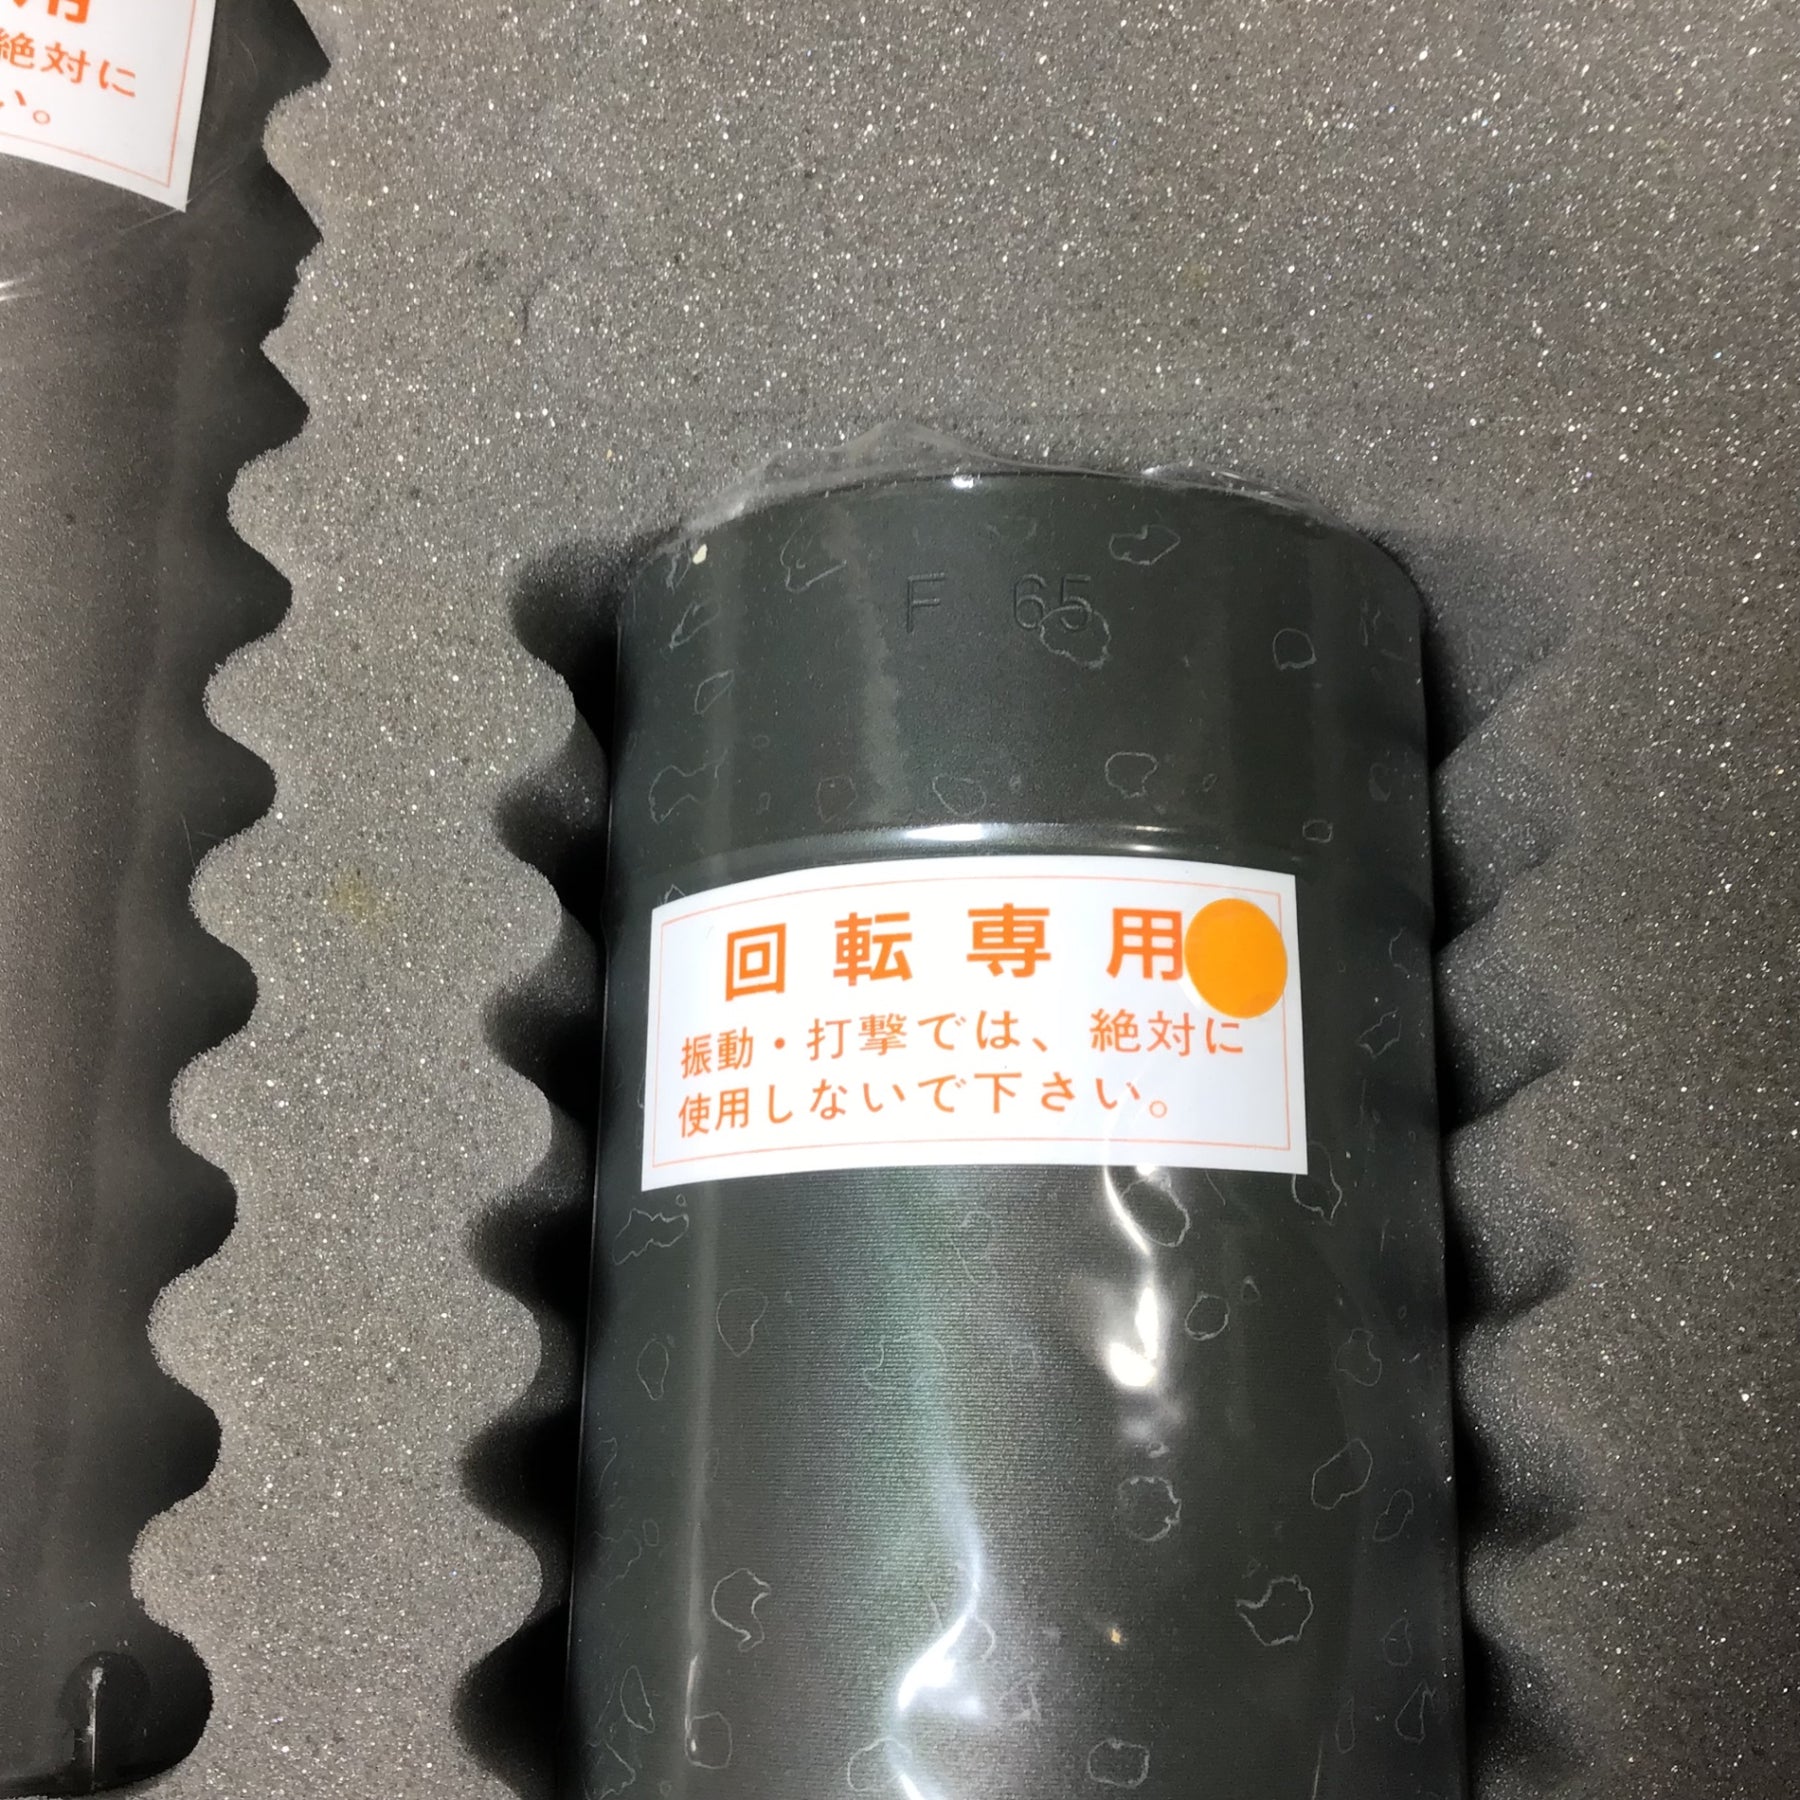 用
絶対に
い。
F 65
回転専用
振動・打撃では、絶対に
使用しないで下さい。